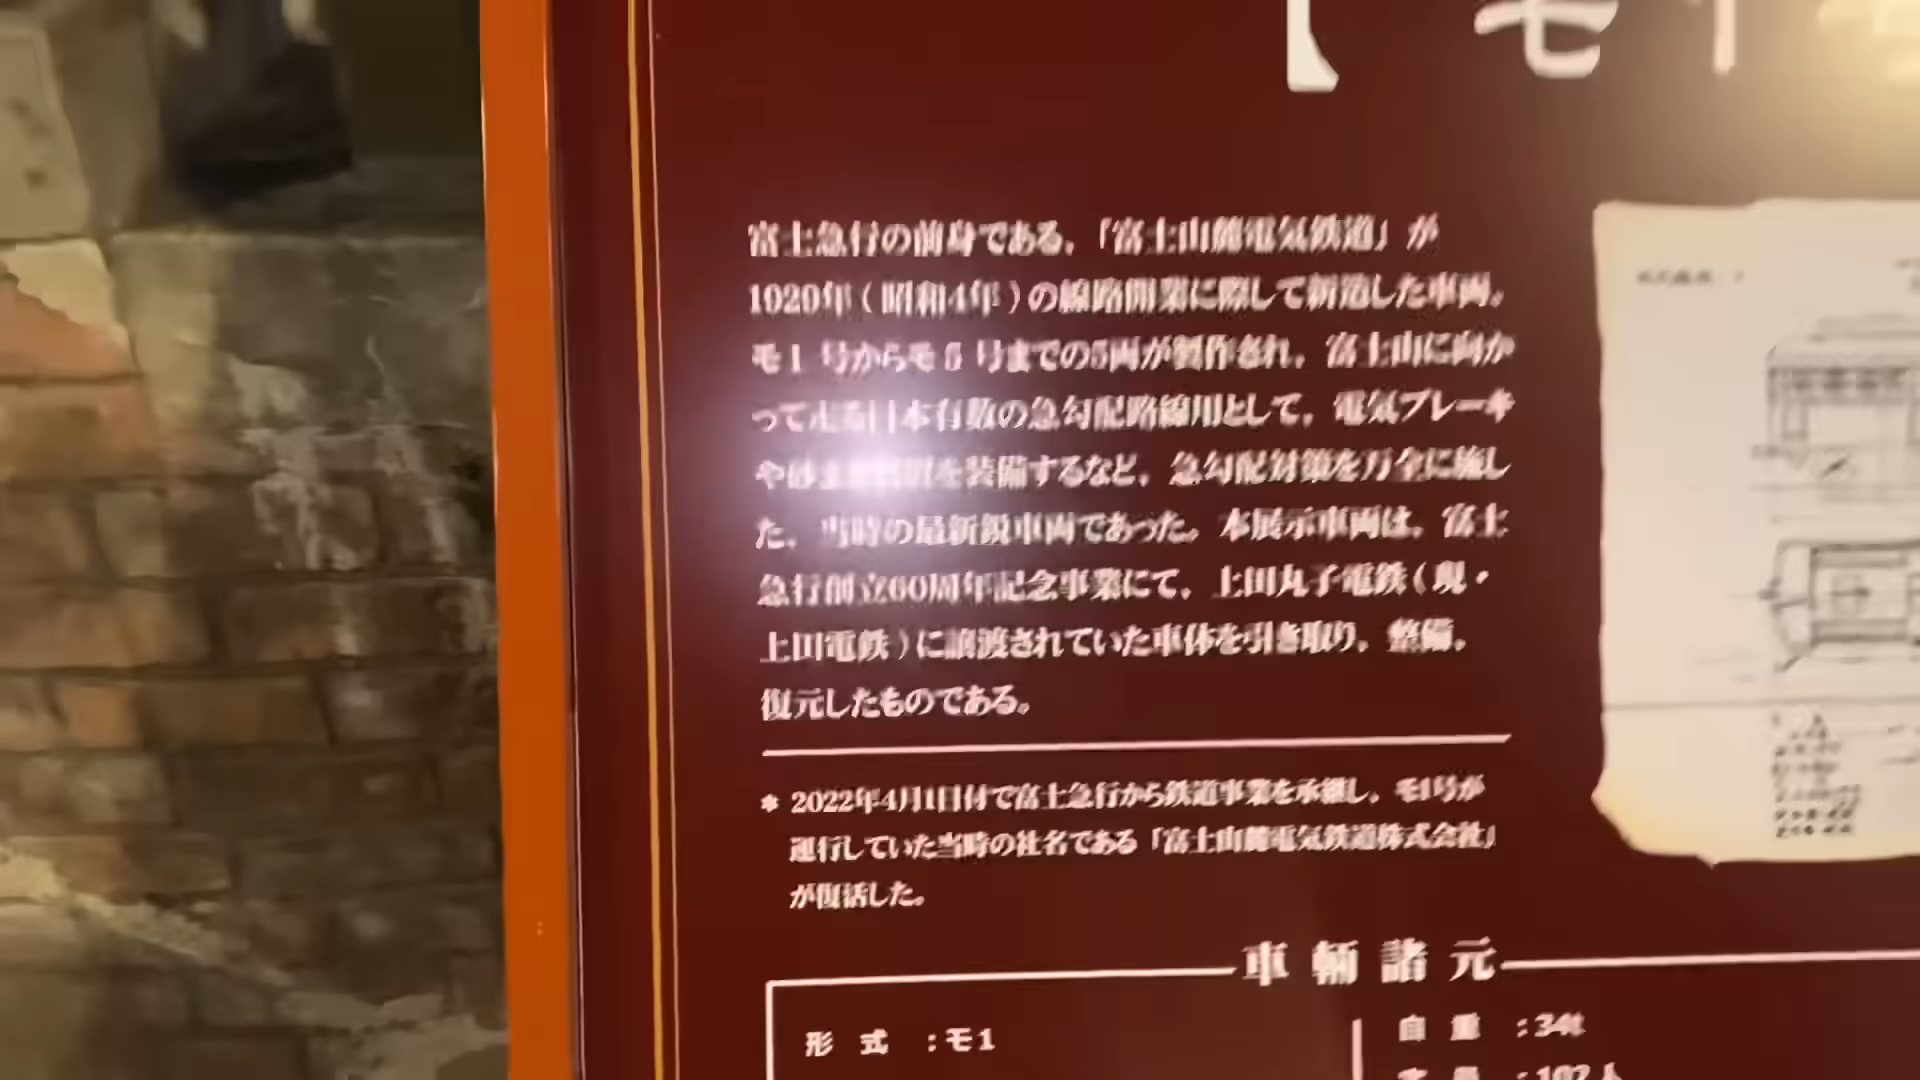 【モ1号
富士急行の前身である，「富士山麓電気鉄道」が
1929年（昭和4年）の線路開業に際して新造した車両。
モ1 号からモ 5 号までの5両が製作され，富士山に向か
って走る日本有数の急勾配路線用として，電気ブレーキ
や砂ま を装備するなど，急勾配対策を万全に施し
た，当時の最新鋭車両であった。本展示車両は，富士
急行創立60周年記念事業にて，上田丸子電鉄（現・
上田電鉄）に譲渡されていた車体を引き取り，整備，
復元したものである。
* 2022年4月1日付で富士急行から鉄道事業を承継し，モ1号が
運行していた当時の社名である「富士山麓電気鉄道株式会社」
が復活した。
車輛諸元
形 式 ：モ1
自 重 ：34t